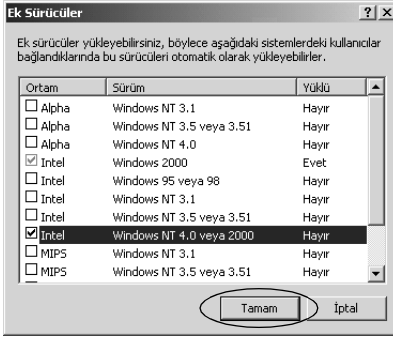 Ek Sürücüler
Ek sürücüler yükleyebilirsiniz, böylece aşağıdaki sistemlerdeki kullanıcılar
bağlandıklarında bu sürücüleri otomatik olarak yükleyebilirler.
Ortam Sürüm Yüklü
Alpha Windows NT 3.1 Hayır
Alpha Windows NT 3.5 veya 3.51 Hayır
Alpha Windows NT 4.0 Hayır
Intel Windows 2000 Evet
Intel Windows 95 veya 98 Hayır
Intel Windows NT 3.1 Hayır
Intel Windows NT 3.5 veya 3.51 Hayır
Intel Windows NT 4.0 veya 2000 Hayır
MIPS Windows NT 3.1 Hayır
MIPS Windows NT 3.5 veya 3.51 Hayır
Tamam İptal